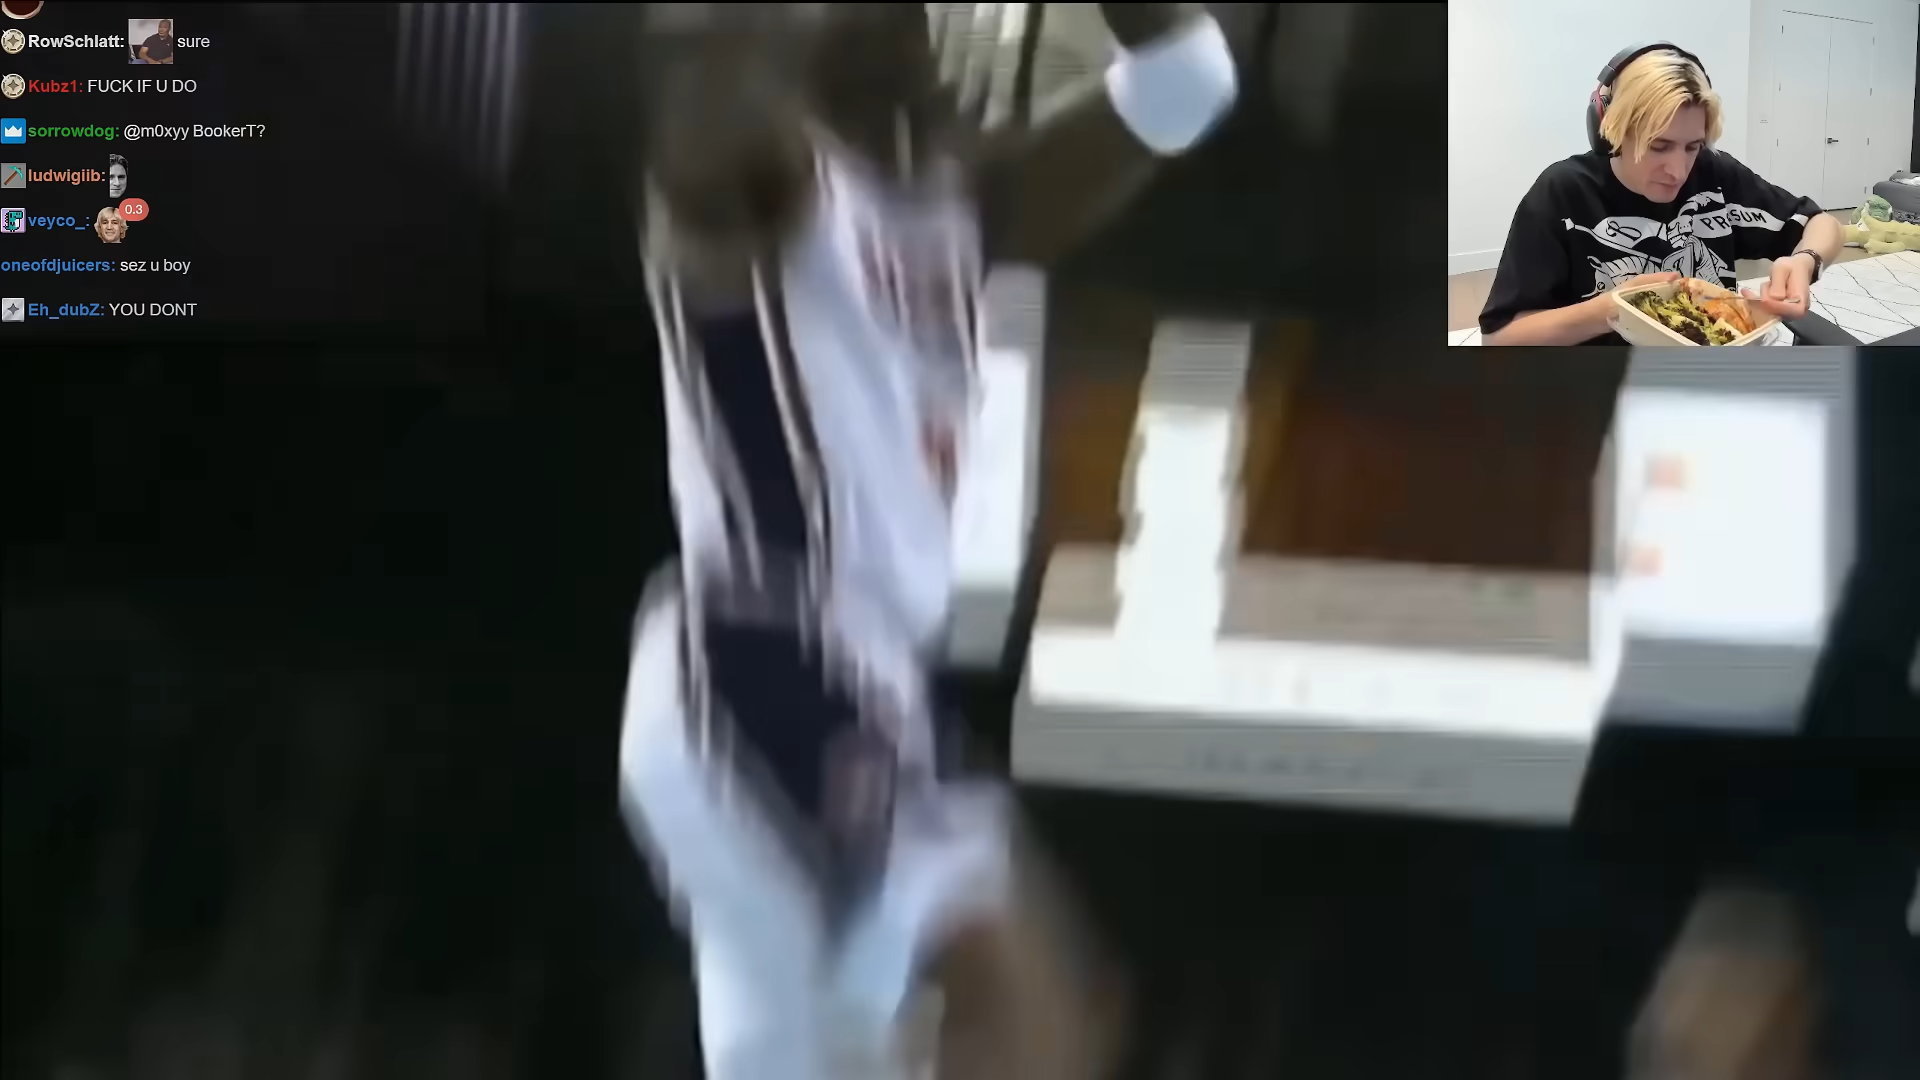 RowSchlatt: sure
Kubz1: FUCK IF U DO
sorrowdog: @m0xyy BookerT?
ludwigiib:
veyco_: 0.3
oneofdjuicers: sez u boy
Eh_dubZ: YOU DONT